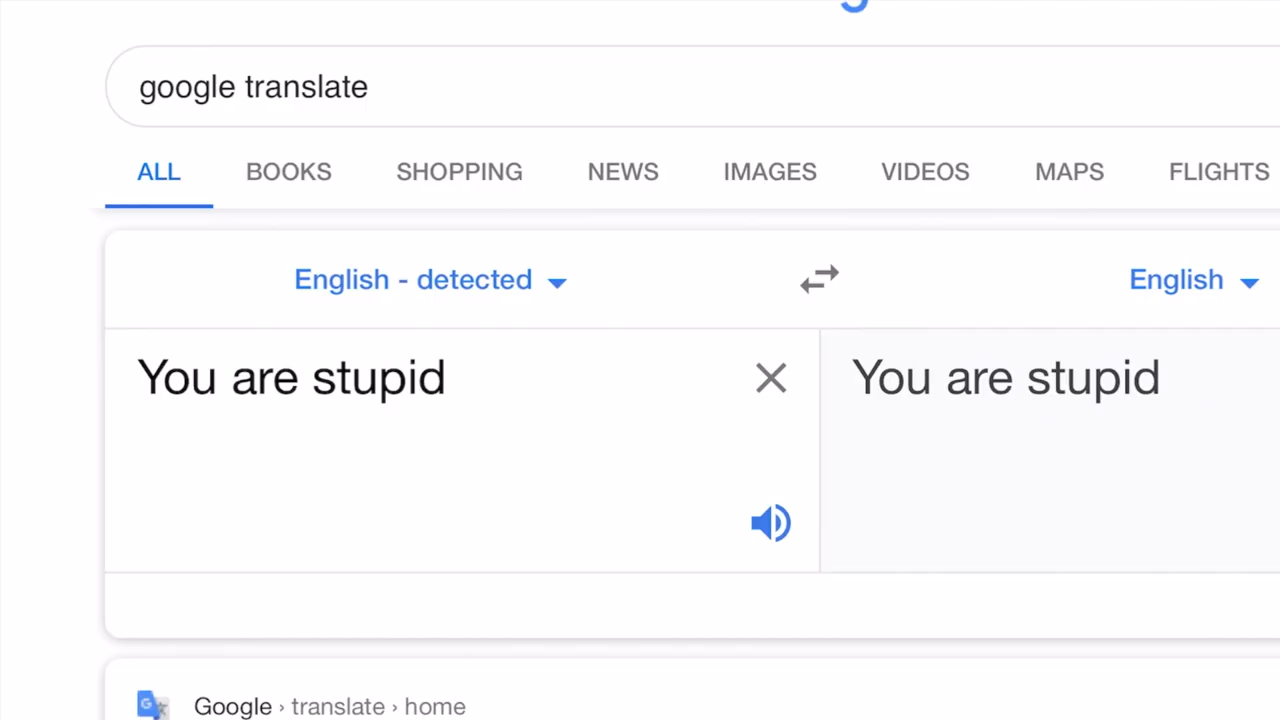 google translate
ALL BOOKS SHOPPING NEWS IMAGES VIDEOS MAPS FLIGHTS
English - detected English
You are stupid You are stupid
Google › translate › home